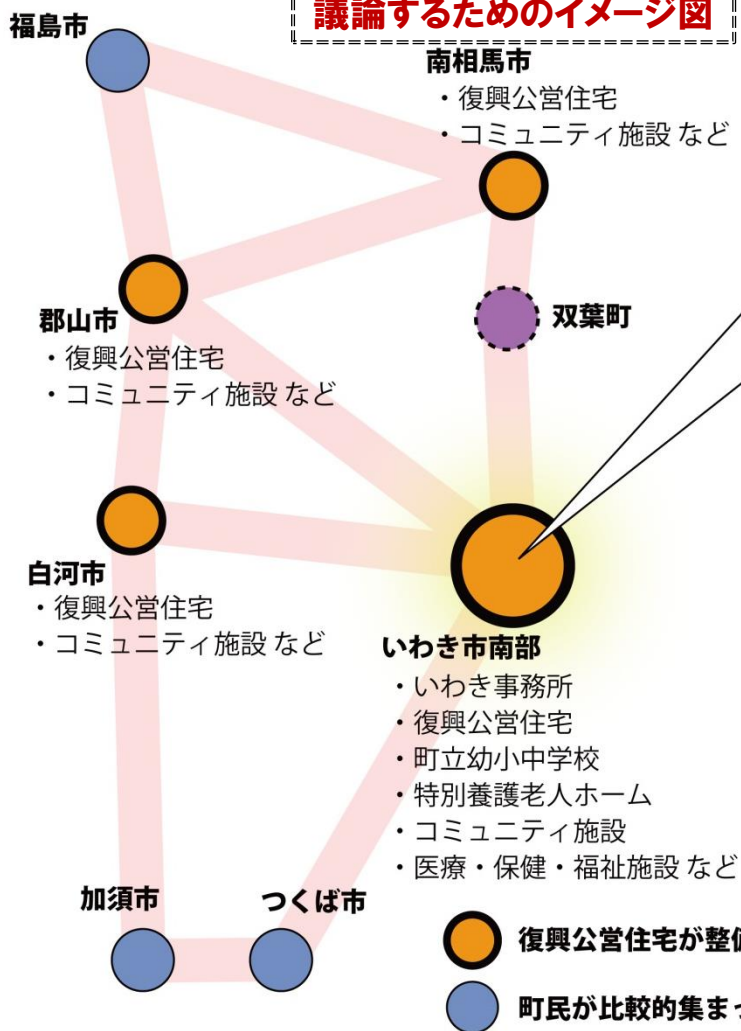 議論するためのイメージ図
福島市
南相馬市
・復興公営住宅
・コミュニティ施設 など
双葉町
郡山市
・復興公営住宅
・コミュニティ施設 など
白河市
・復興公営住宅
・コミュニティ施設 など
いわき市南部
・いわき事務所
・復興公営住宅
・町立幼小中学校
・特別養護老人ホーム
・コミュニティ施設
・医療・保健・福祉施設 など
加須市
つくば市
復興公営住宅が整
町民が比較的集ま